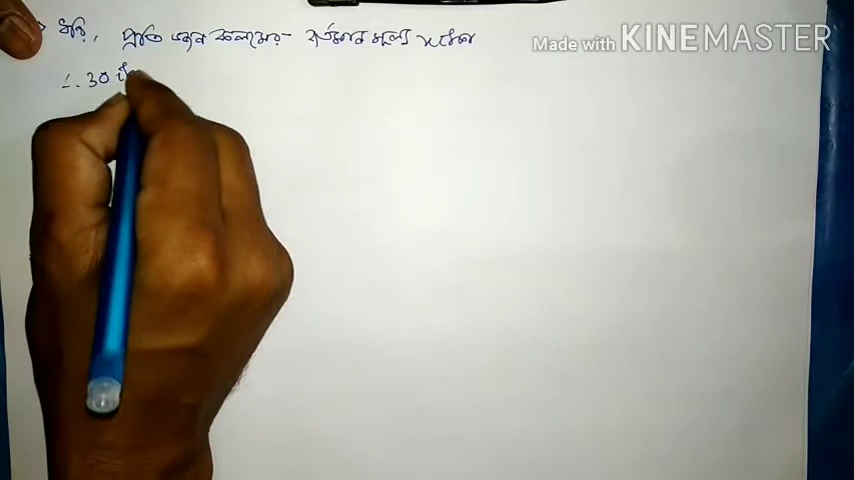 ধরি, প্রতি ডজন কলমের বর্তমান মূল্য x টাকা
Made with KINEMASTER
∴ 30 টি